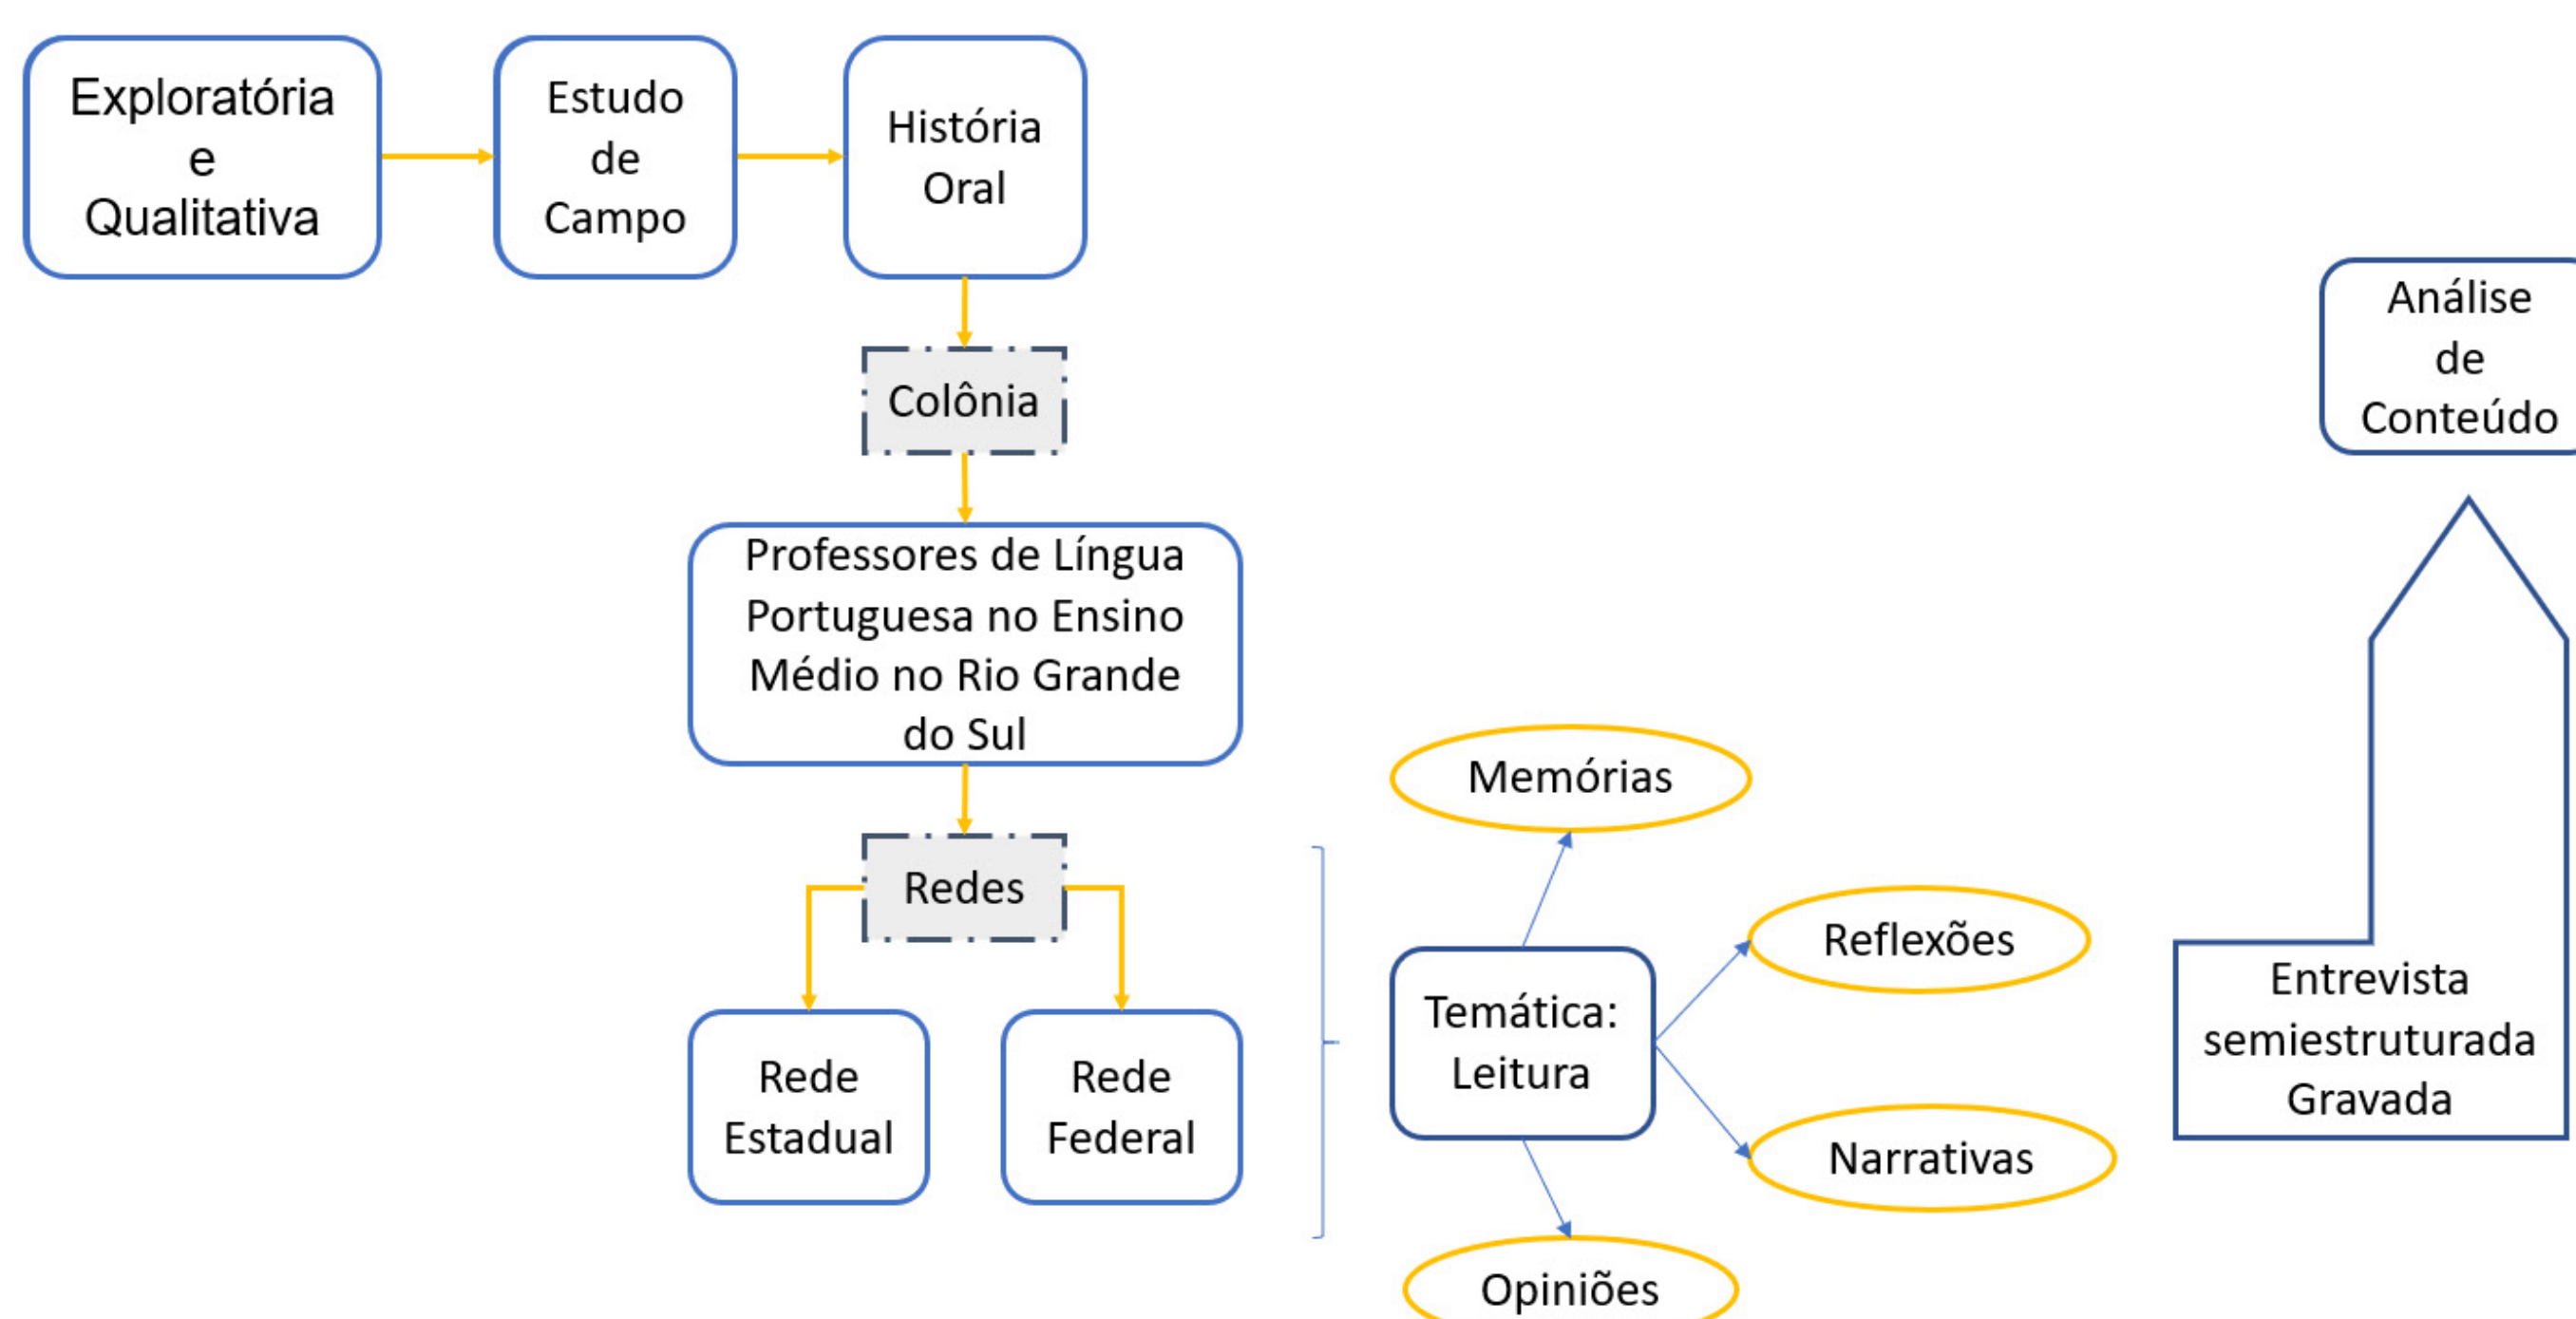 Exploratória
e
Qualitativa
Estudo
de
Campo
História
Oral
Colônia
Professores de Língua
Portuguesa no Ensino
Médio no Rio Grande
do Sul
Redes
Rede
Estadual
Rede
Federal
Memórias
Temática:
Leitura
Reflexões
Narrativas
Opiniões
Entrevista
semiestruturada
Gravada
Análise
de
Conteúdo